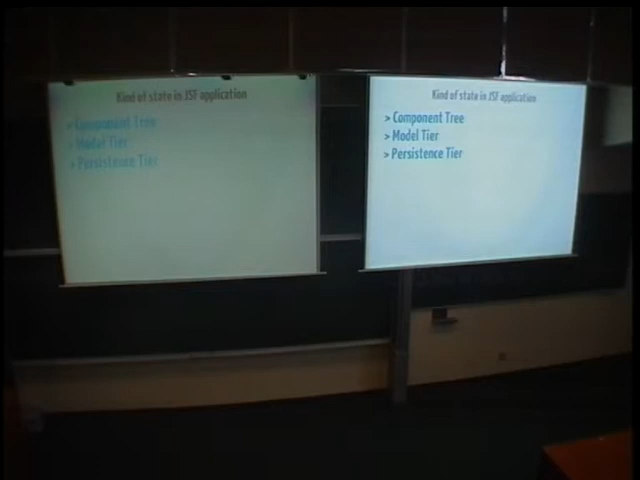 Kind of state in JSF application
> Component Tree
> Model Tier
> Persistence Tier
Kind of state in JSF application
> Component Tree
> Model Tier
> Persistence Tier